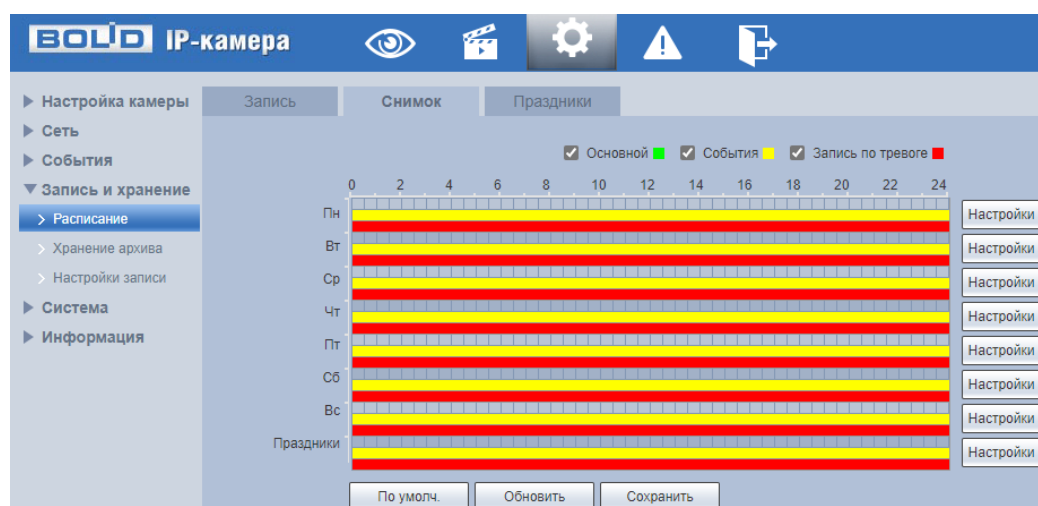 BOLID IP-камера
Настройка камеры
Сеть
События
Запись и хранение
Расписание
Хранение архива
Настройки записи
Система
Информация
Запись Снимок Праздники
Основной События Запись по тревоге
0 2 4 6 8 10 12 14 16 18 20 22 24
Пн Настройки
Вт Настройки
Ср Настройки
Чт Настройки
Пт Настройки
Сб Настройки
Вс Настройки
Праздники Настройки
По умолч. Обновить Сохранить